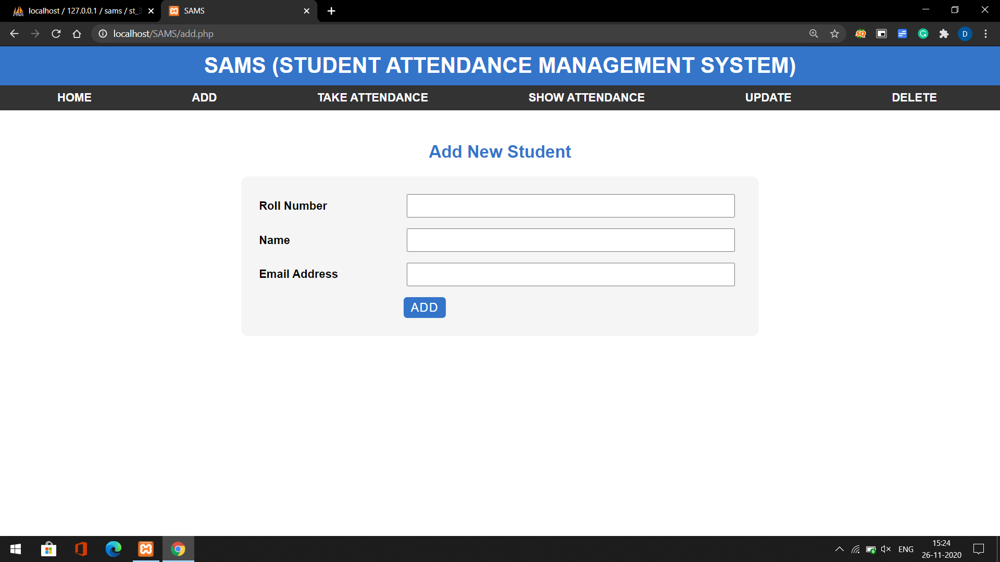 localhost / 127.0.0.1 / sams / st_3
SAMS
localhost/SAMS/add.php
D
SAMS (STUDENT ATTENDANCE MANAGEMENT SYSTEM)
HOME ADD TAKE ATTENDANCE SHOW ATTENDANCE UPDATE DELETE
Add New Student
Roll Number
Name
Email Address
ADD
ENG
15:24
26-11-2020